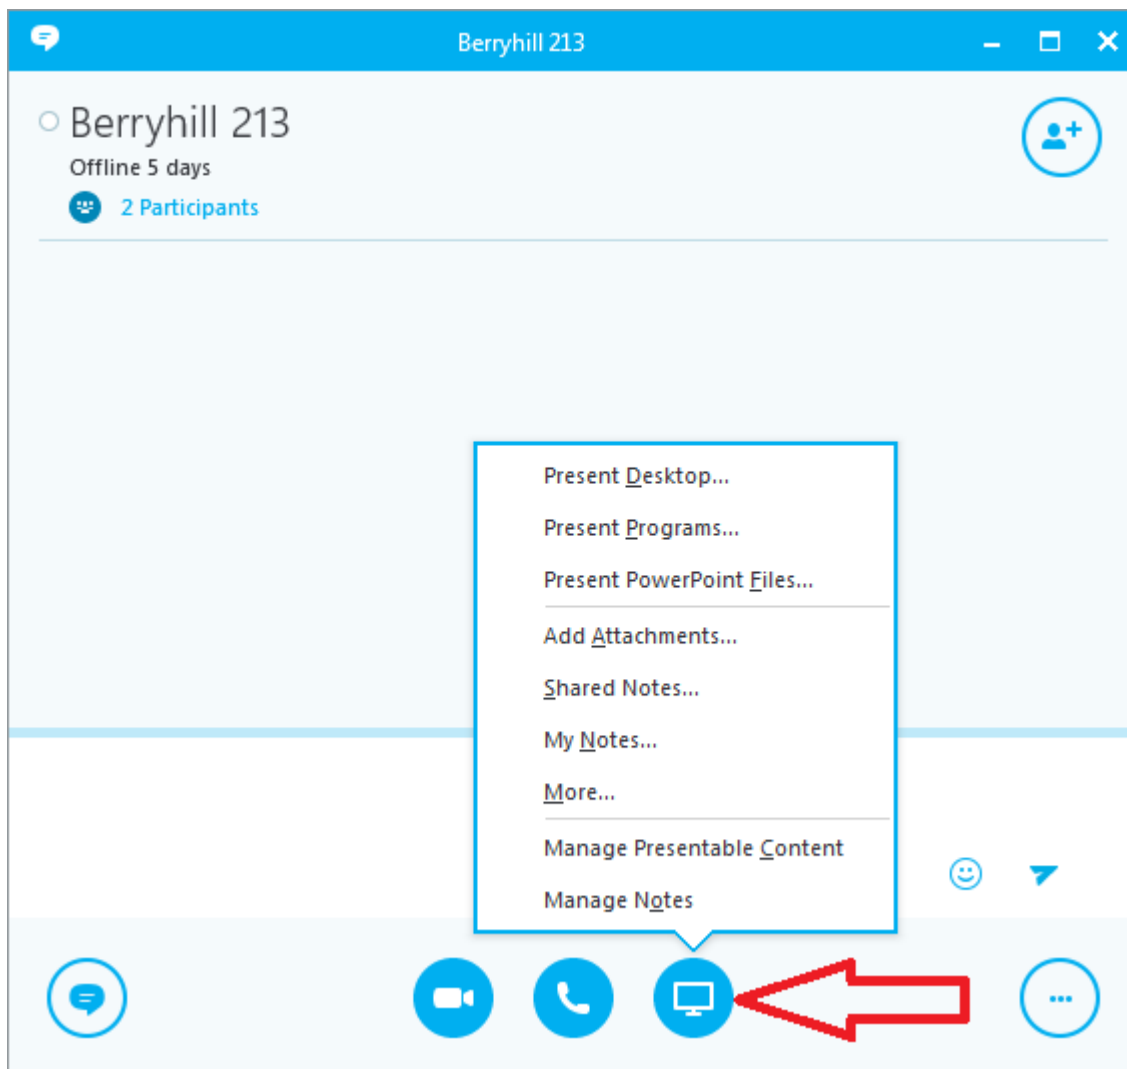 Berryhill 213
Berryhill 213
Offline 5 days
2 Participants
Present Desktop...
Present Programs...
Present PowerPoint Files...
Add Attachments...
Shared Notes...
My Notes...
More...
Manage Presentable Content
Manage Notes